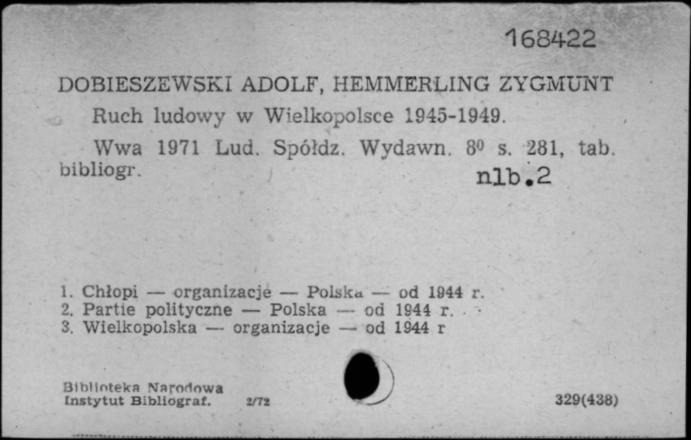 168422
DOBIESZEWSKI ADOLF, HEMMERLING ZYGMUNT
Ruch ludowy w Wielkopolsce 1945-1949.
Wwa 1971 Lud. Spółdz. Wydawn. 8⁰ s. 281, tab.
bibliogr. nlb.2
1. Chłopi — organizacje — Polska — od 1944 r.
2. Partie polityczne — Polska — od 1944 r.
3. Wielkopolska — organizacje — od 1944 r
Biblioteka Narodowa
Instytut Bibliograf. 2/72 329(438)